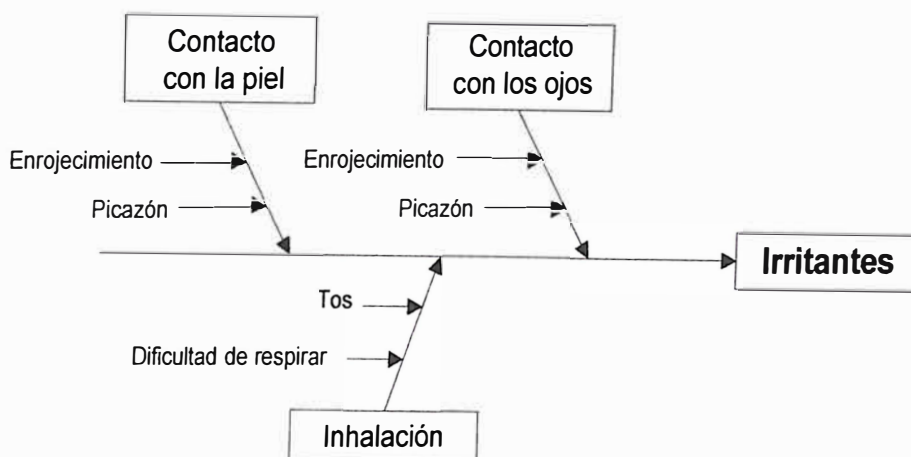 Contacto
con la piel
Contacto
con los ojos
Enrojecimiento
Enrojecimiento
Picazón
Picazón
Irritantes
Tos
Dificultad de respirar
Inhalación